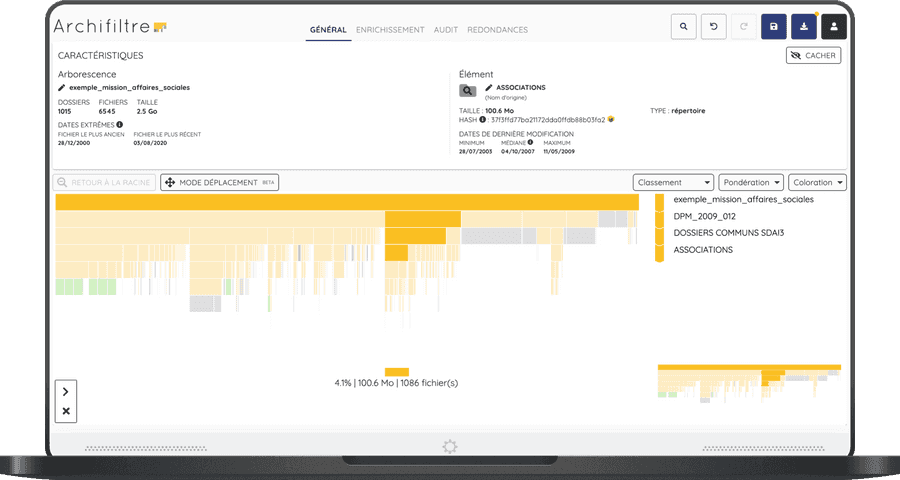 Archifiltre
GÉNÉRAL ENRICHISSEMENT AUDIT REDONDANCES
CARACTÉRISTIQUES
CACHER
Arborescence
exemple_mission_affaires_sociales
DOSSIERS FICHIERS TAILLE
1015 6545 2.5 Go
DATES EXTRÊMES
FICHIER LE PLUS ANCIEN FICHIER LE PLUS RÉCENT
28/12/2000 03/08/2020
Élément
ASSOCIATIONS
(Nom d'origine)
TAILLE : 100.6 Mo
TYPE : répertoire
HASH : 37f3ffd77ba21172dda0ffdb88b03fa2
DATES DE DERNIÈRE MODIFICATION
MINIMUM MÉDIANE MAXIMUM
28/07/2003 04/10/2007 11/05/2009
RETOUR À LA RACINE MODE DÉPLACEMENT BETA
Classement Pondération Coloration
exemple_mission_affaires_sociales
DPM_2009_012
DOSSIERS COMMUNS SDAI3
ASSOCIATIONS
4.1% | 100.6 Mo | 1086 fichier(s)